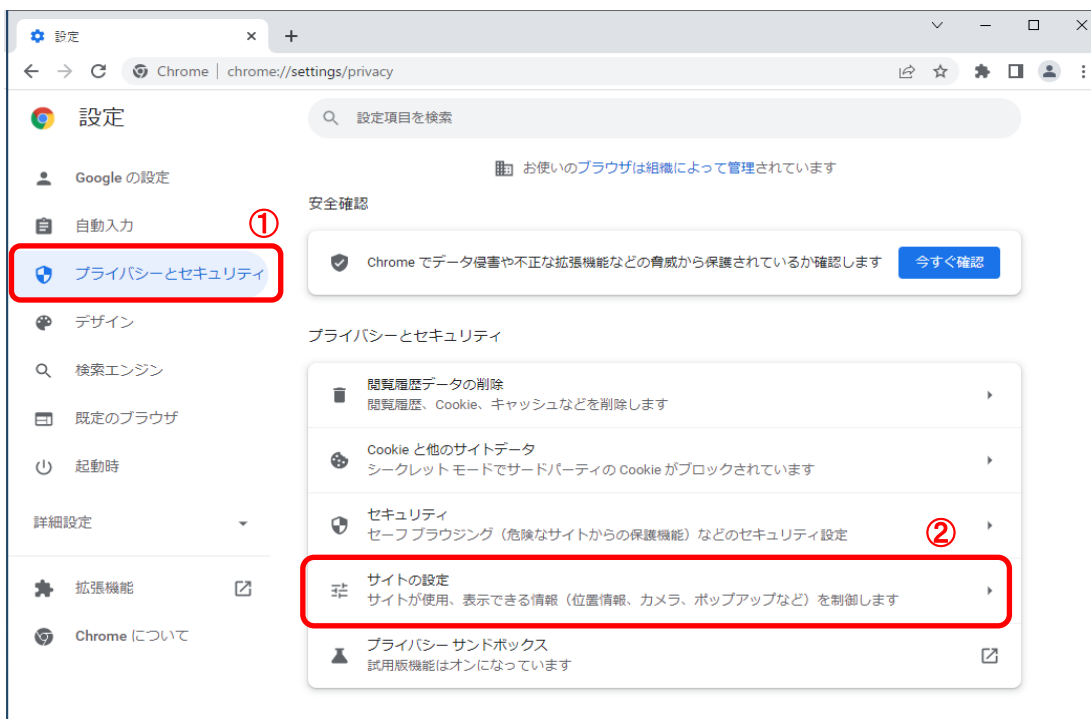 設定
Chrome | chrome://settings/privacy
設定
設定項目を検索
お使いのブラウザは組織によって管理されています
Google の設定
自動入力
①
プライバシーとセキュリティ
デザイン
検索エンジン
既定のブラウザ
起動時
詳細設定
拡張機能
Chrome について
安全確認
Chrome でデータ侵害や不正な拡張機能などの脅威から保護されているか確認します
今すぐ確認
プライバシーとセキュリティ
閲覧履歴データの削除
閲覧履歴、Cookie、キャッシュなどを削除します
Cookie と他のサイトデータ
シークレット モードでサードパーティの Cookie がブロックされています
セキュリティ
セーフ ブラウジング（危険なサイトからの保護機能）などのセキュリティ設定
②
サイトの設定
サイトが使用、表示できる情報（位置情報、カメラ、ポップアップなど）を制御します
プライバシー サンドボックス
試用版機能はオンになっています